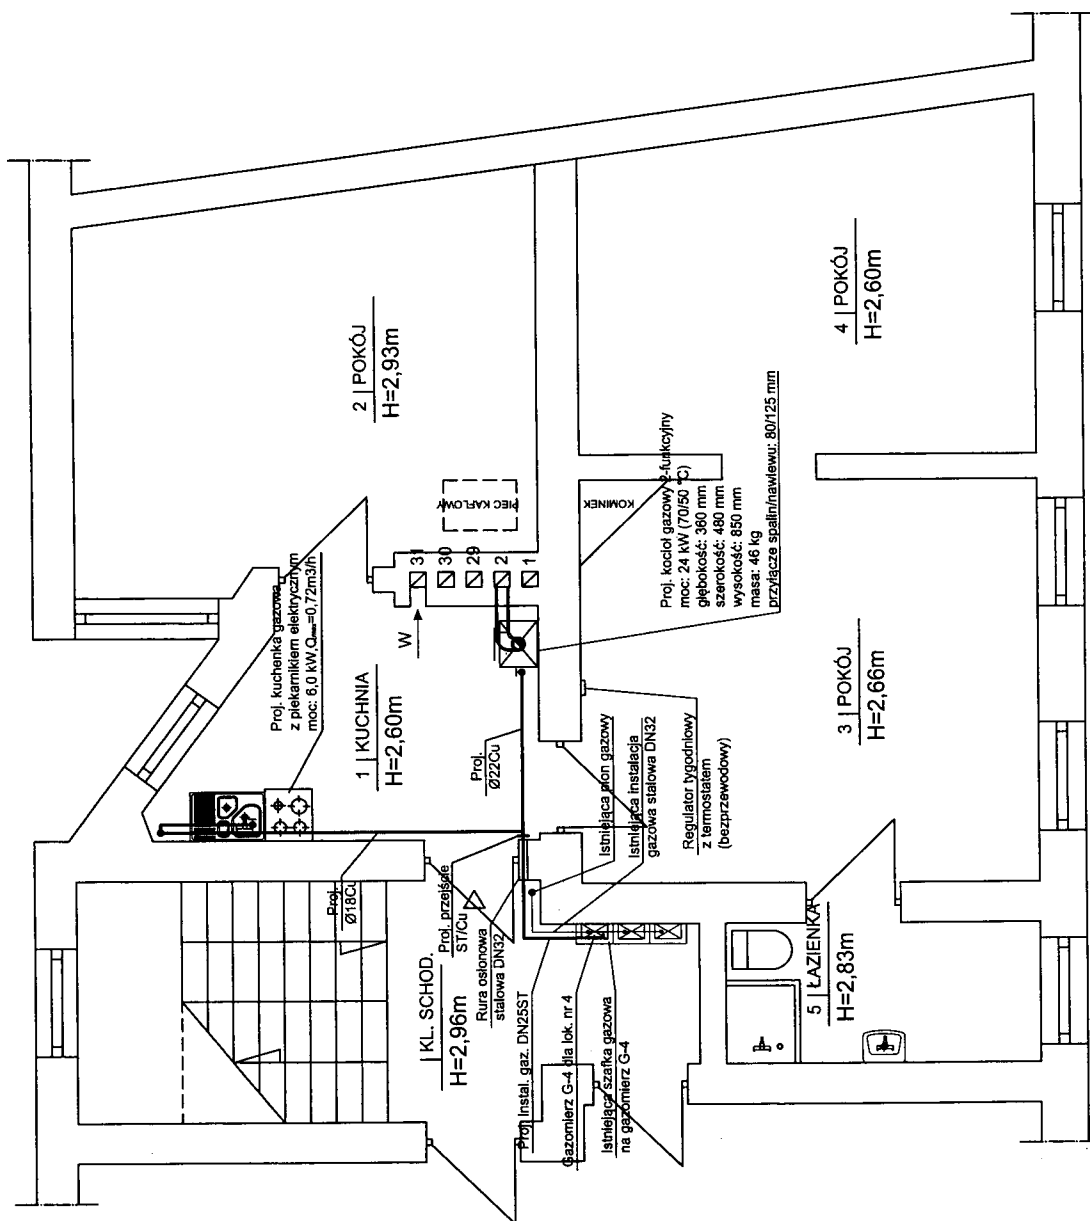 2 | POKÓJ
H=2,93m
4 | POKÓJ
H=2,60m
PIEC KAFLOWY
KOMINEK
31
30
29
2
1
W
Proj. kuchenka gazowa
z piekarnikiem elektrycznym
moc: 6,0 kW,Qmax=0,72m3/h
1 | KUCHNIA
H=2,60m
Proj. kocioł gazowy 2-funkcyjny
moc: 24 kW (70/50 °C)
głębokość: 360 mm
szerokość: 480 mm
wysokość: 850 mm
masa: 46 kg
przyłącze spalin/nawiewu: 80/125 mm
3 | POKÓJ
H=2,66m
Proj.
Ø22Cu
Istniejąca pion gazowy
Istniejąca instalacja
gazowa stalowa DN32
Regulator tygodniowy
z termostatem
(bezprzewodowy)
Proj.
Ø18Cu
Proj. przejście
ST/Cu
Rura osłonowa
stalowa DN32
| KL. SCHOD.
H=2,96m
Proj. Instal. gaz. DN25ST
Gazomierz G-4 dla lok. nr 4
Istniejąca szafka gazowa
na gazomierz G-4
5 | ŁAZIENKA
H=2,83m